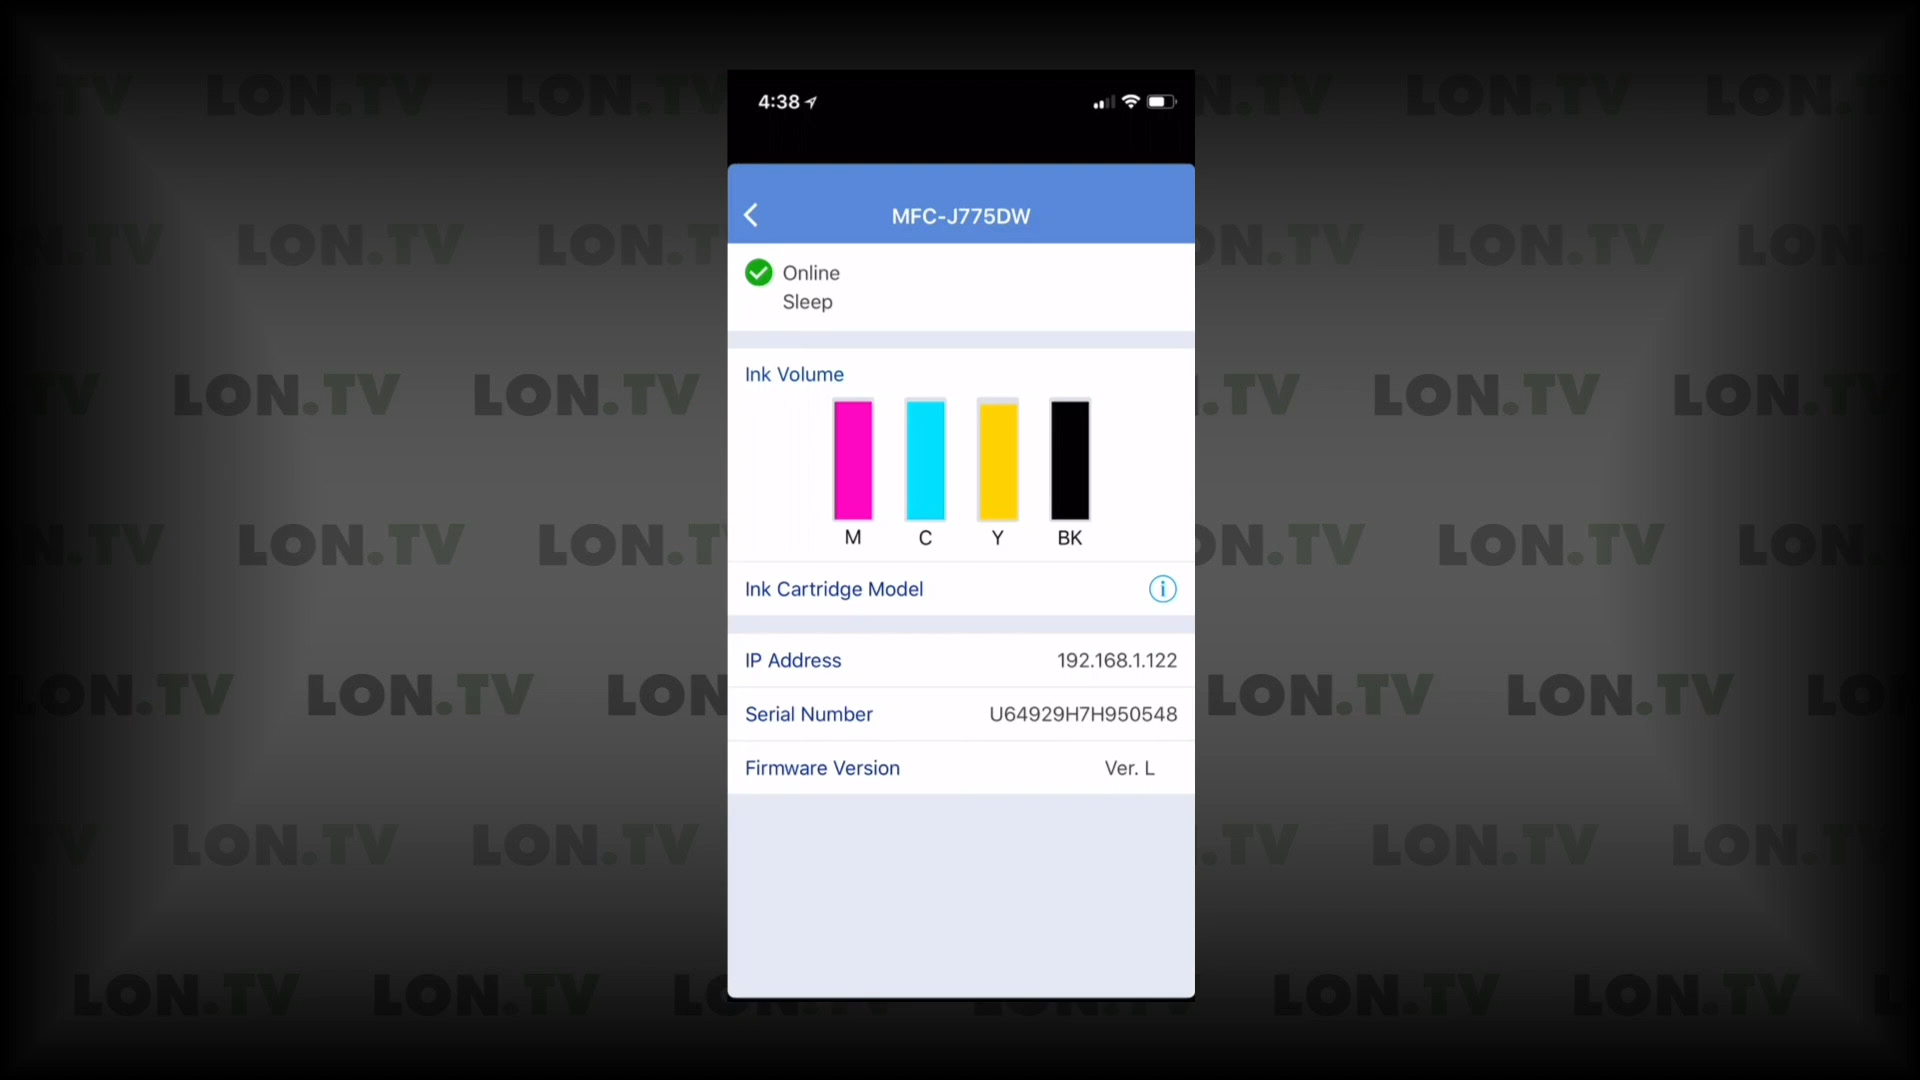 4:38
MFC-J775DW
Online
Sleep
Ink Volume
M C Y BK
Ink Cartridge Model
IP Address 192.168.1.122
Serial Number U64929H7H950548
Firmware Version Ver. L
LON.TV